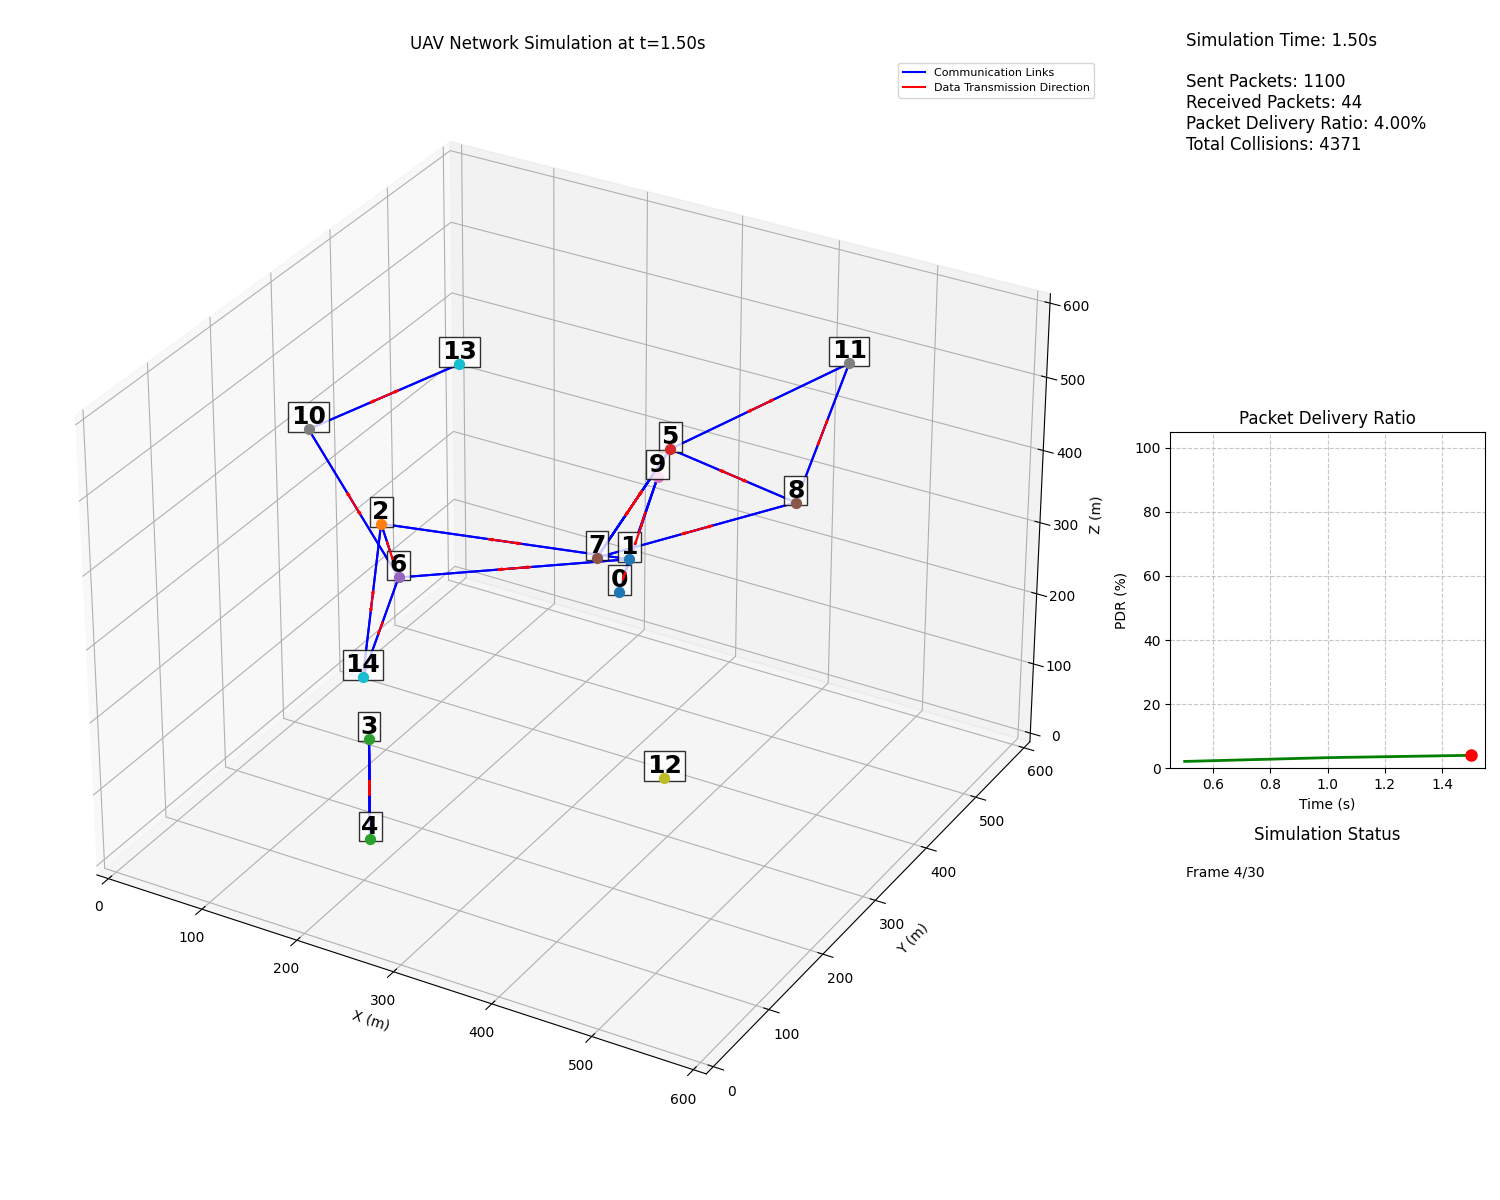 UAV Network Simulation at t=1.50s
Communication Links
Data Transmission Direction
Simulation Time: 1.50s
Sent Packets: 1100
Received Packets: 44
Packet Delivery Ratio: 4.00%
Total Collisions: 4371
13
11
10
5
9
8
2
7
1
6
0
14
3
12
4
600
500
400
300
200
100
0
Z (m)
0
100
200
300
400
500
600
X (m)
600
500
400
300
200
100
0
Y (m)
Packet Delivery Ratio
100
80
60
40
20
0
PDR (%)
0.6
0.8
1.0
1.2
1.4
Time (s)
Simulation Status
Frame 4/30